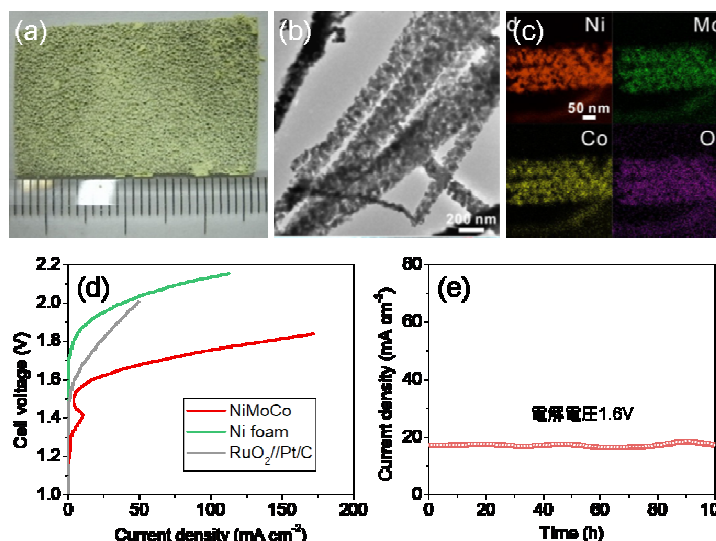 (a)
(b)
200 nm
(c)
Ni
50 nm
Mo
Co
O
(d)
Cell voltage (V)
2.2
2.0
1.8
1.6
1.4
1.2
1.0
NiMoCo
Ni foam
RuO₂//Pt/C
0 50 100 150 200
Current density (mA cm⁻²)
(e)
Current density (mA cm⁻²)
80
60
40
20
0
電解電圧1.6V
0 20 40 60 80 100
Time (h)